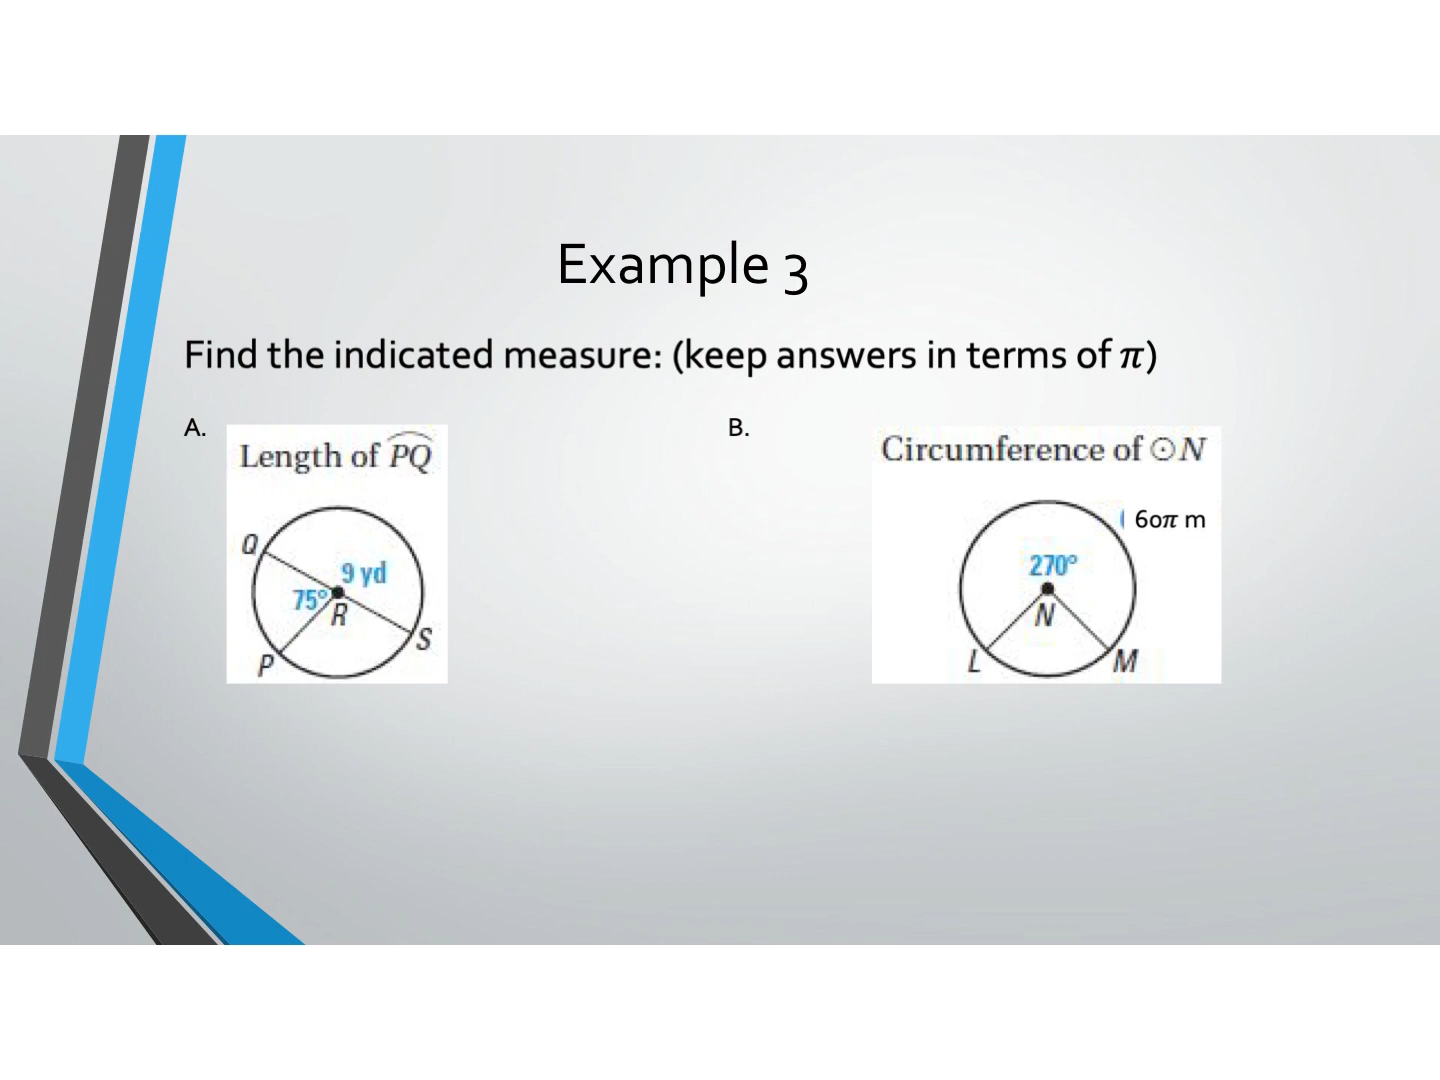 Example 3
Find the indicated measure: (keep answers in terms of π)
A.
Length of PQ
Q
9 yd
75°
R
S
P
B.
Circumference of ⊙N
60π m
270°
N
L
M